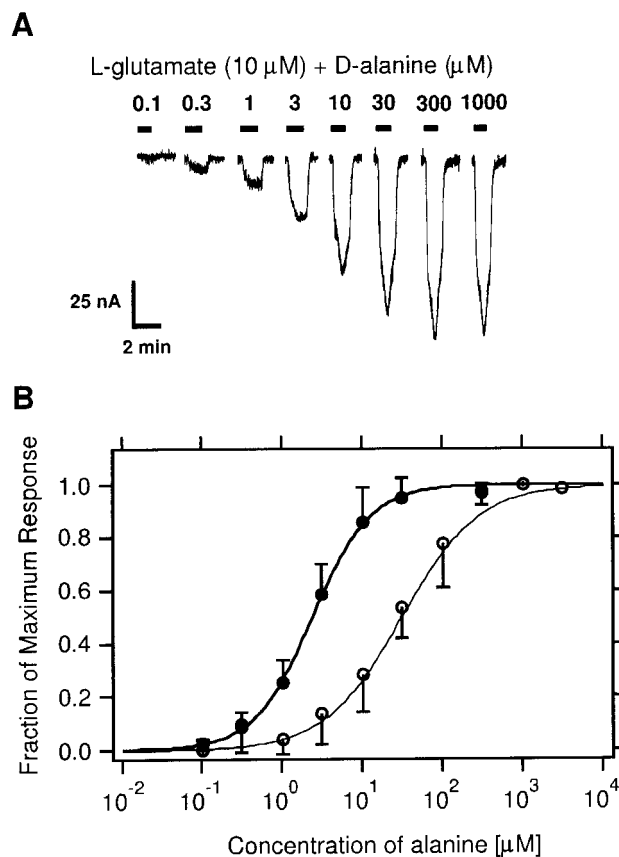 A
L-glutamate (10 μM) + D-alanine (μM)
0.1 0.3 1 3 10 30 300 1000
25 nA
2 min
B
Fraction of Maximum Response
1.0
0.8
0.6
0.4
0.2
0.0
10⁻² 10⁻¹ 10⁰ 10¹ 10² 10³ 10⁴
Concentration of alanine [μM]